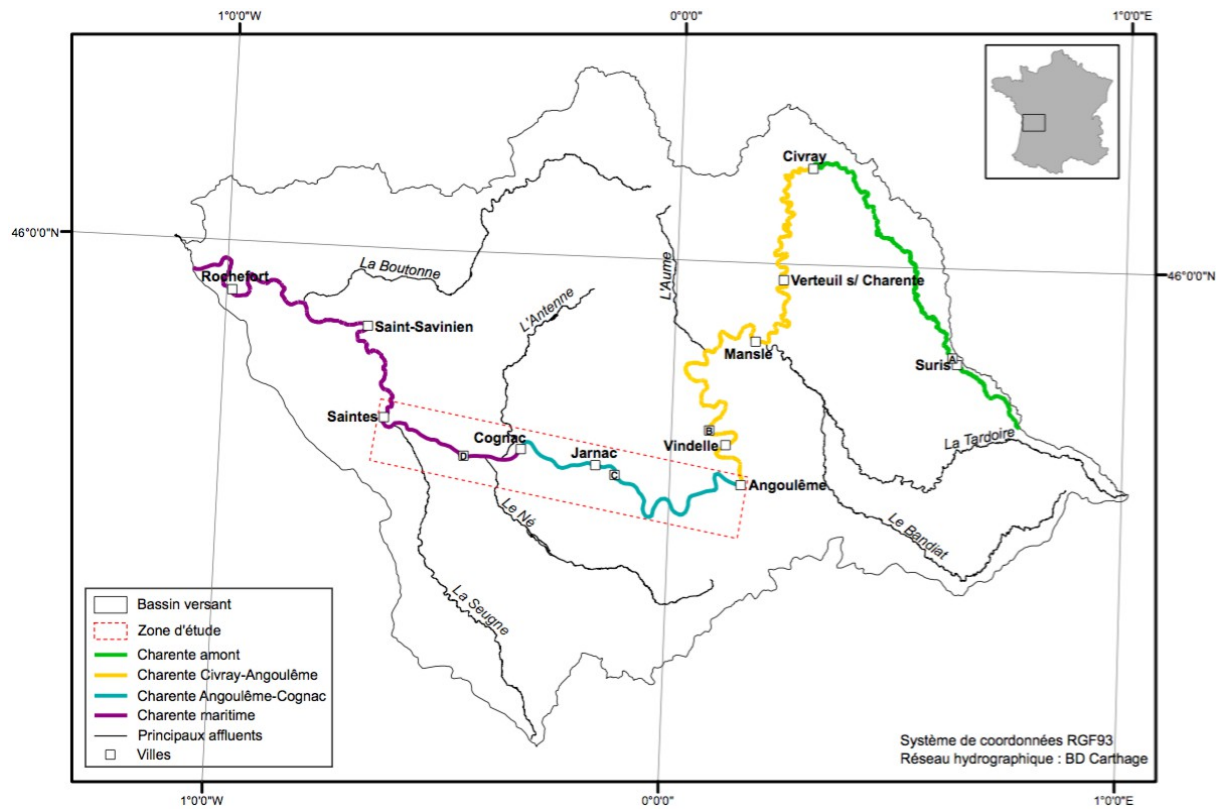 1°0'0"W
0°0'0"
1°0'0"E
Civray
46°0'0"N
46°0'0"N
Rochefort
La Boutonne
L'Aume
Verteuil s/ Charente
L'Antenne
Saint-Savinien
Mansle
A
Suris
Saintes
Cognac
B
Vindelle
La Tardoire
Jarnac
D
C
Angoulême
Le Né
Le Bandiat
La Seugne
Bassin versant
Zone d'étude
Charente amont
Charente Civray-Angoulême
Charente Angoulême-Cognac
Charente maritime
Principaux affluents
Villes
Système de coordonnées RGF93
Réseau hydrographique : BD Carthage
1°0'0"W
0°0'0"
1°0'0"E